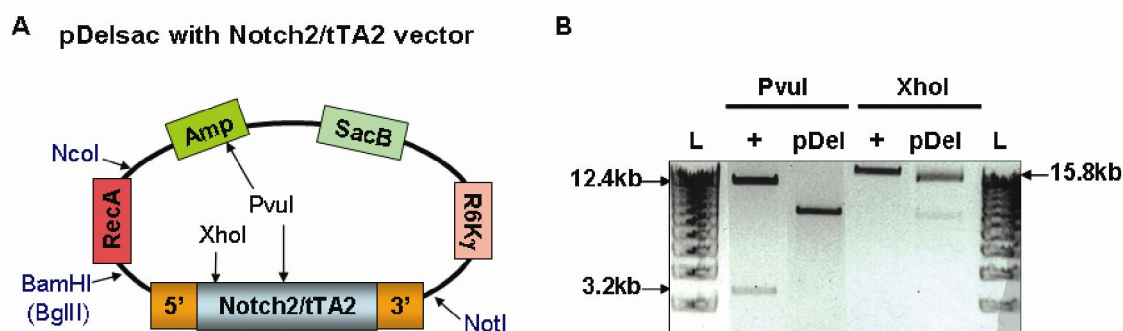 A pDelsac with Notch2/tTA2 vector
NcoI
Amp
SacB
RecA
PvuI
XhoI
R6Kγ
BamHI
(BglII)
5'
Notch2/tTA2
3'
NotI
B
PvuI XhoI
L + pDel + pDel L
12.4kb
15.8kb
3.2kb